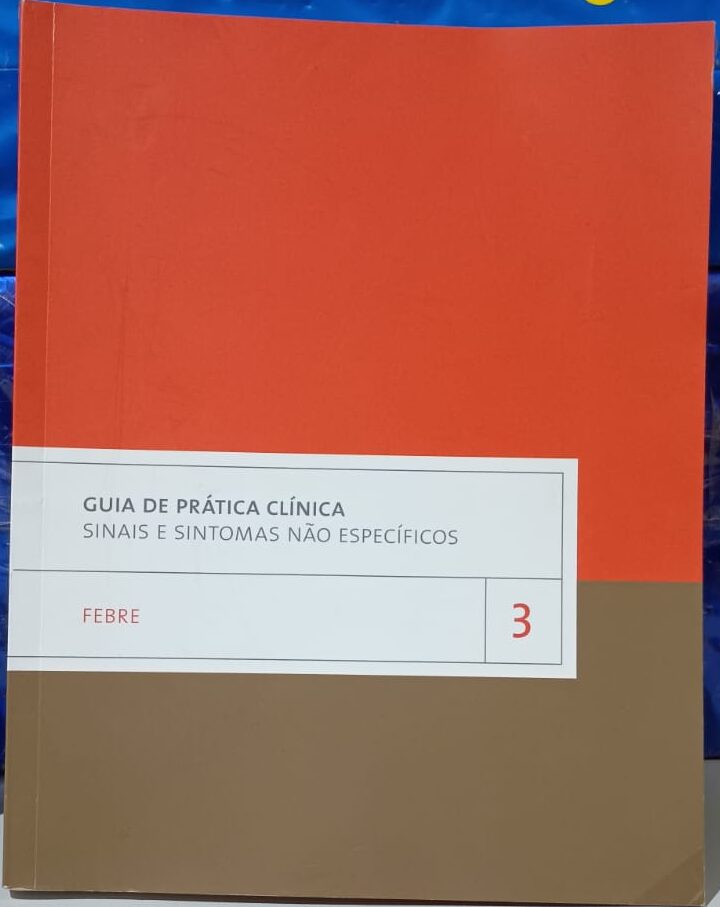 GUIA DE PRÁTICA CLÍNICA
SINAIS E SINTOMAS NÃO ESPECÍFICOS
FEBRE
3